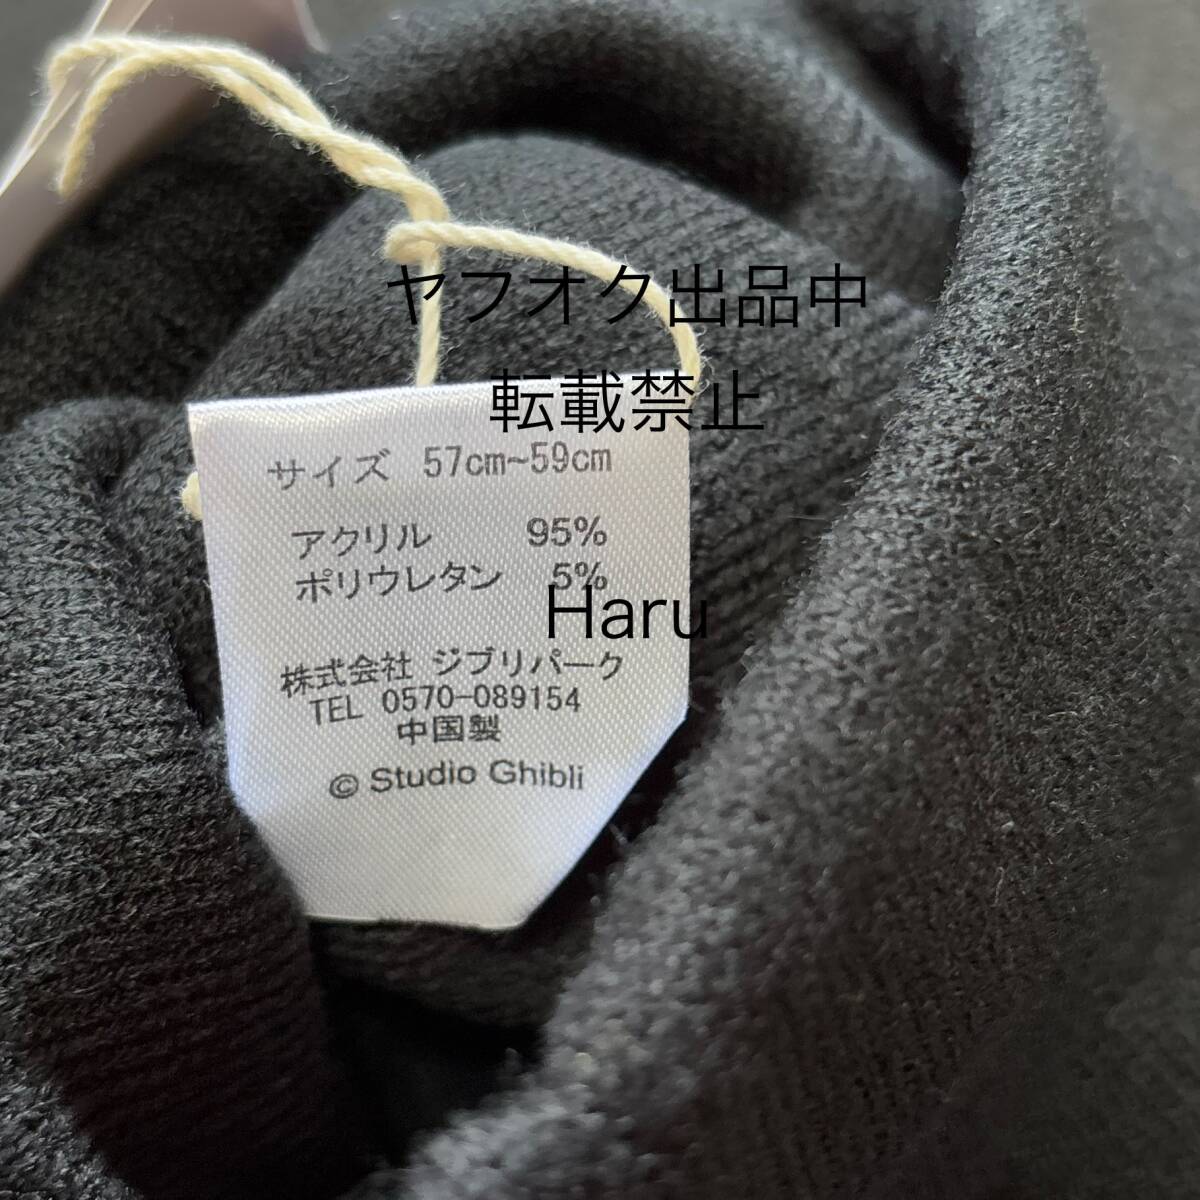 ヤフオク出品中
転載禁止
サイズ 57cm~59cm
アクリル 95%
ポリウレタン 5%
Haru
株式会社 ジブリパーク
TEL 0570-089154
中国製
© Studio Ghibli